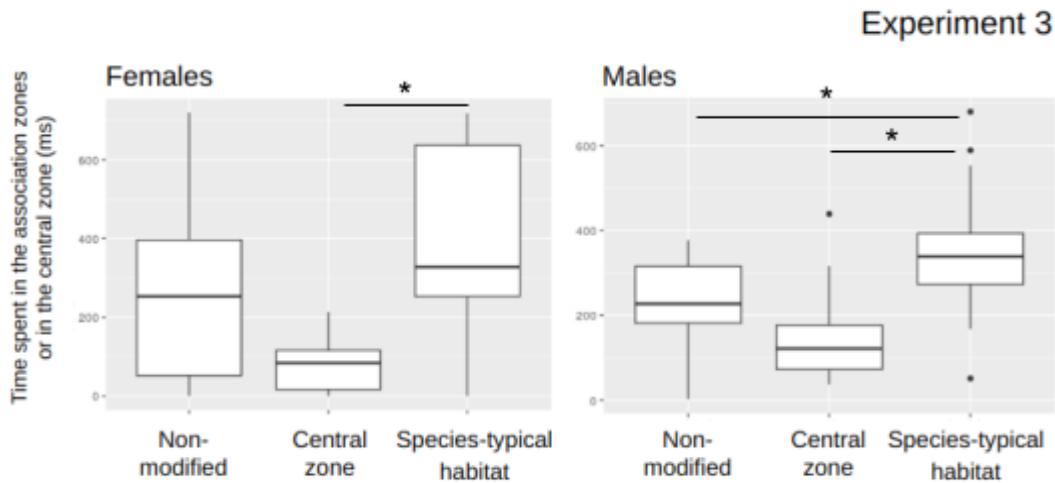 Experiment 3
Time spent in the association zones
or in the central zone (ms)
Females
*
600
400
200
0
Non-
modified
Central
zone
Species-typical
habitat
Males
*
*
600
400
200
0
Non-
modified
Central
zone
Species-typical
habitat